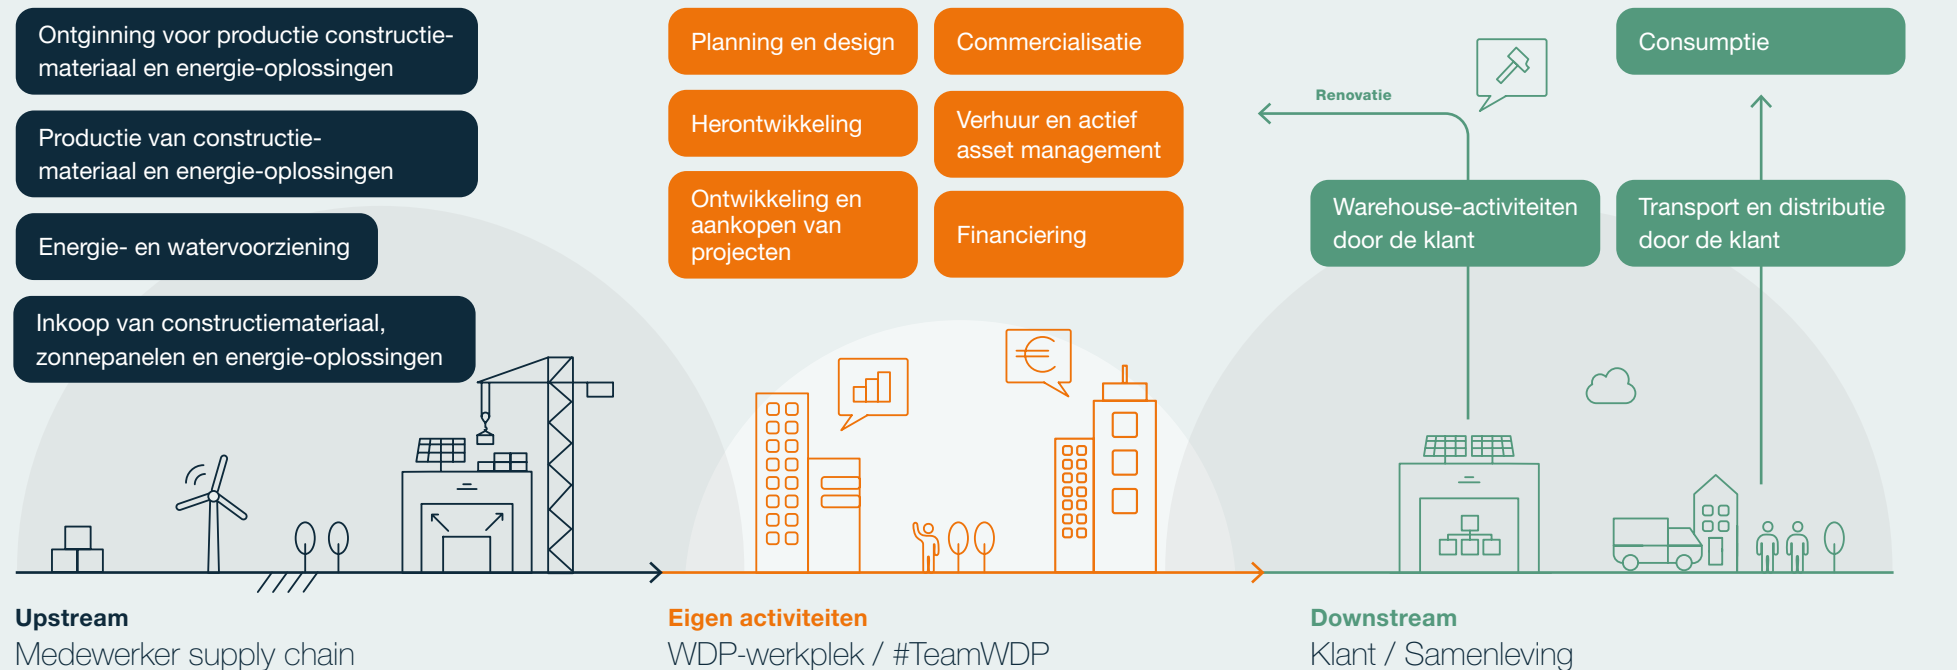 Ontginning voor productie constructie-
materiaal en energie-oplossingen
Productie van constructie-
materiaal en energie-oplossingen
Energie- en watervoorziening
Inkoop van constructiemateriaal,
zonnepanelen en energie-oplossingen
Planning en design
Herontwikkeling
Ontwikkeling en
aankopen van
projecten
Commercialisatie
Verhuur en actief
asset management
Financiering
Renovatie
Warehouse-activiteiten
door de klant
Consumptie
Transport en distributie
door de klant
Upstream
Medewerker supply chain
Eigen activiteiten
WDP-werkplek / #TeamWDP
Downstream
Klant / Samenleving